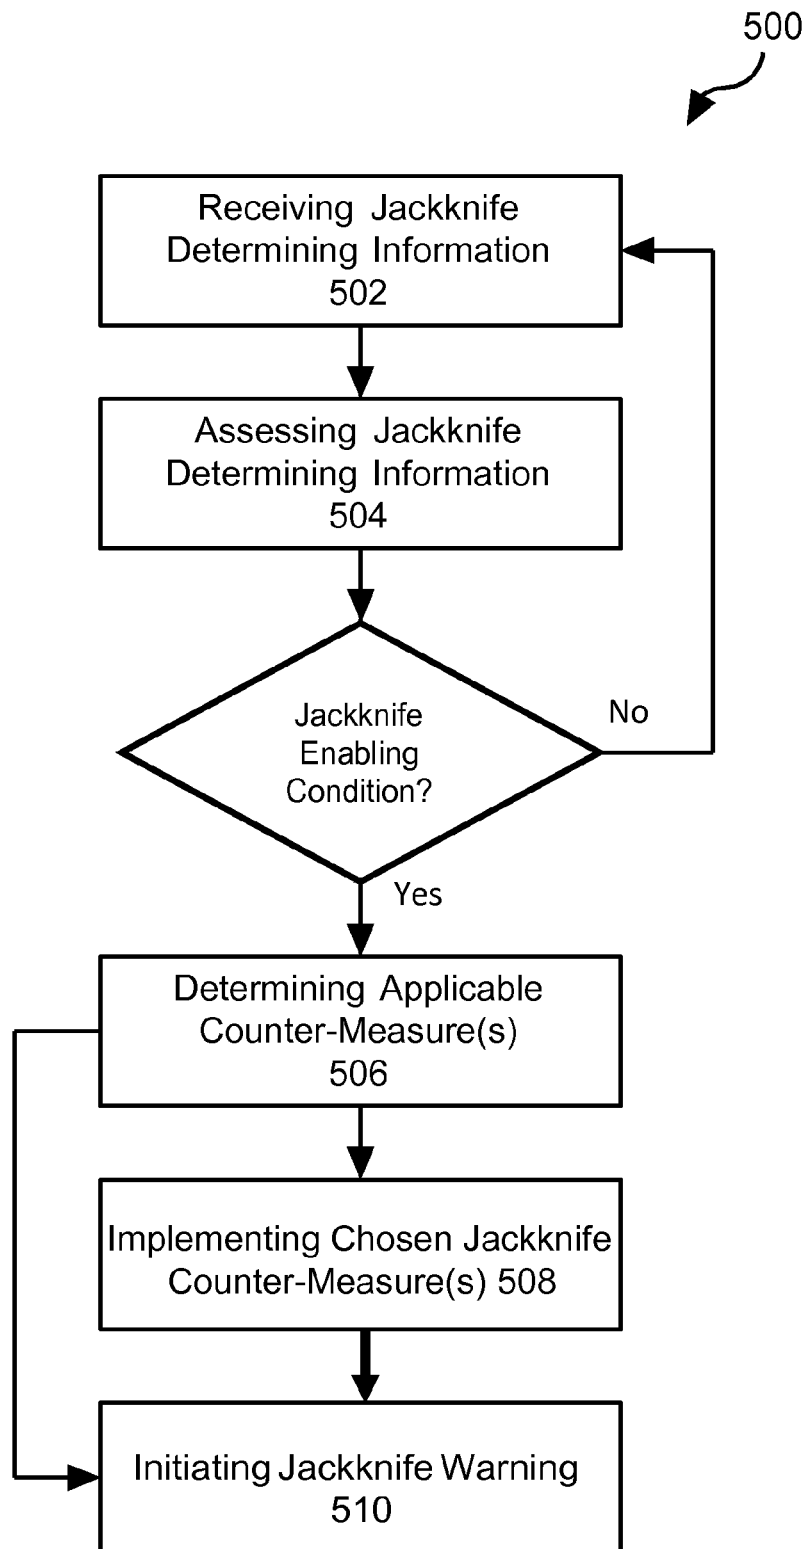 500
Receiving Jackknife
Determining Information
502
Assessing Jackknife
Determining Information
504
Jackknife
Enabling
Condition?
No
Yes
Determining Applicable
Counter-Measure(s)
506
Implementing Chosen Jackknife
Counter-Measure(s) 508
Initiating Jackknife Warning
510